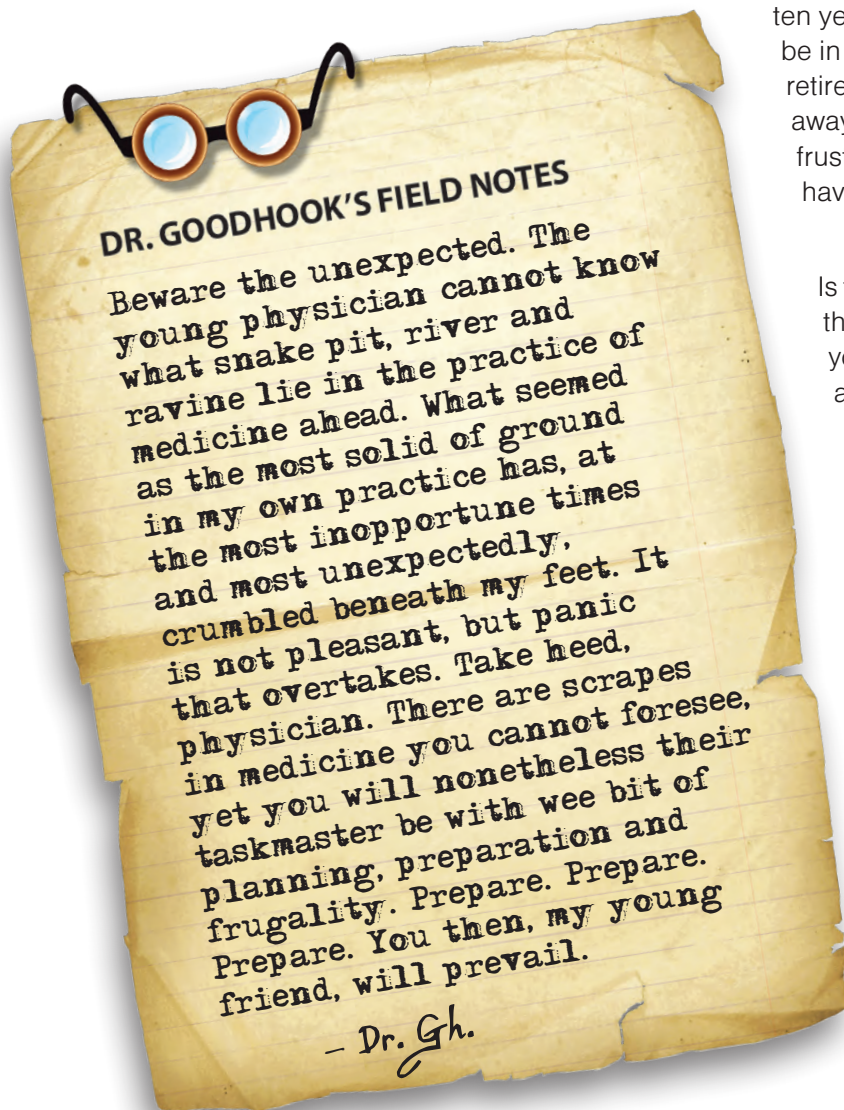 DR. GOODHOOK'S FIELD NOTES
Beware the unexpected. The
young physician cannot know
what snake pit, river and
ravine lie in the practice of
medicine ahead. What seemed
as the most solid of ground
in my own practice has, at
the most inopportune times
and most unexpectedly,
crumbled beneath my feet. It
is not pleasant, but panic
that overtakes. Take heed,
physician. There are scrapes
in medicine you cannot foresee,
yet you will nonetheless their
taskmaster be with wee bit of
planning, preparation and
frugality. Prepare. Prepare.
Prepare. You then, my young
friend, will prevail.
– Dr. Gh.
ten ye
be in
retire
away
frust
hav
Is
th
yo
a